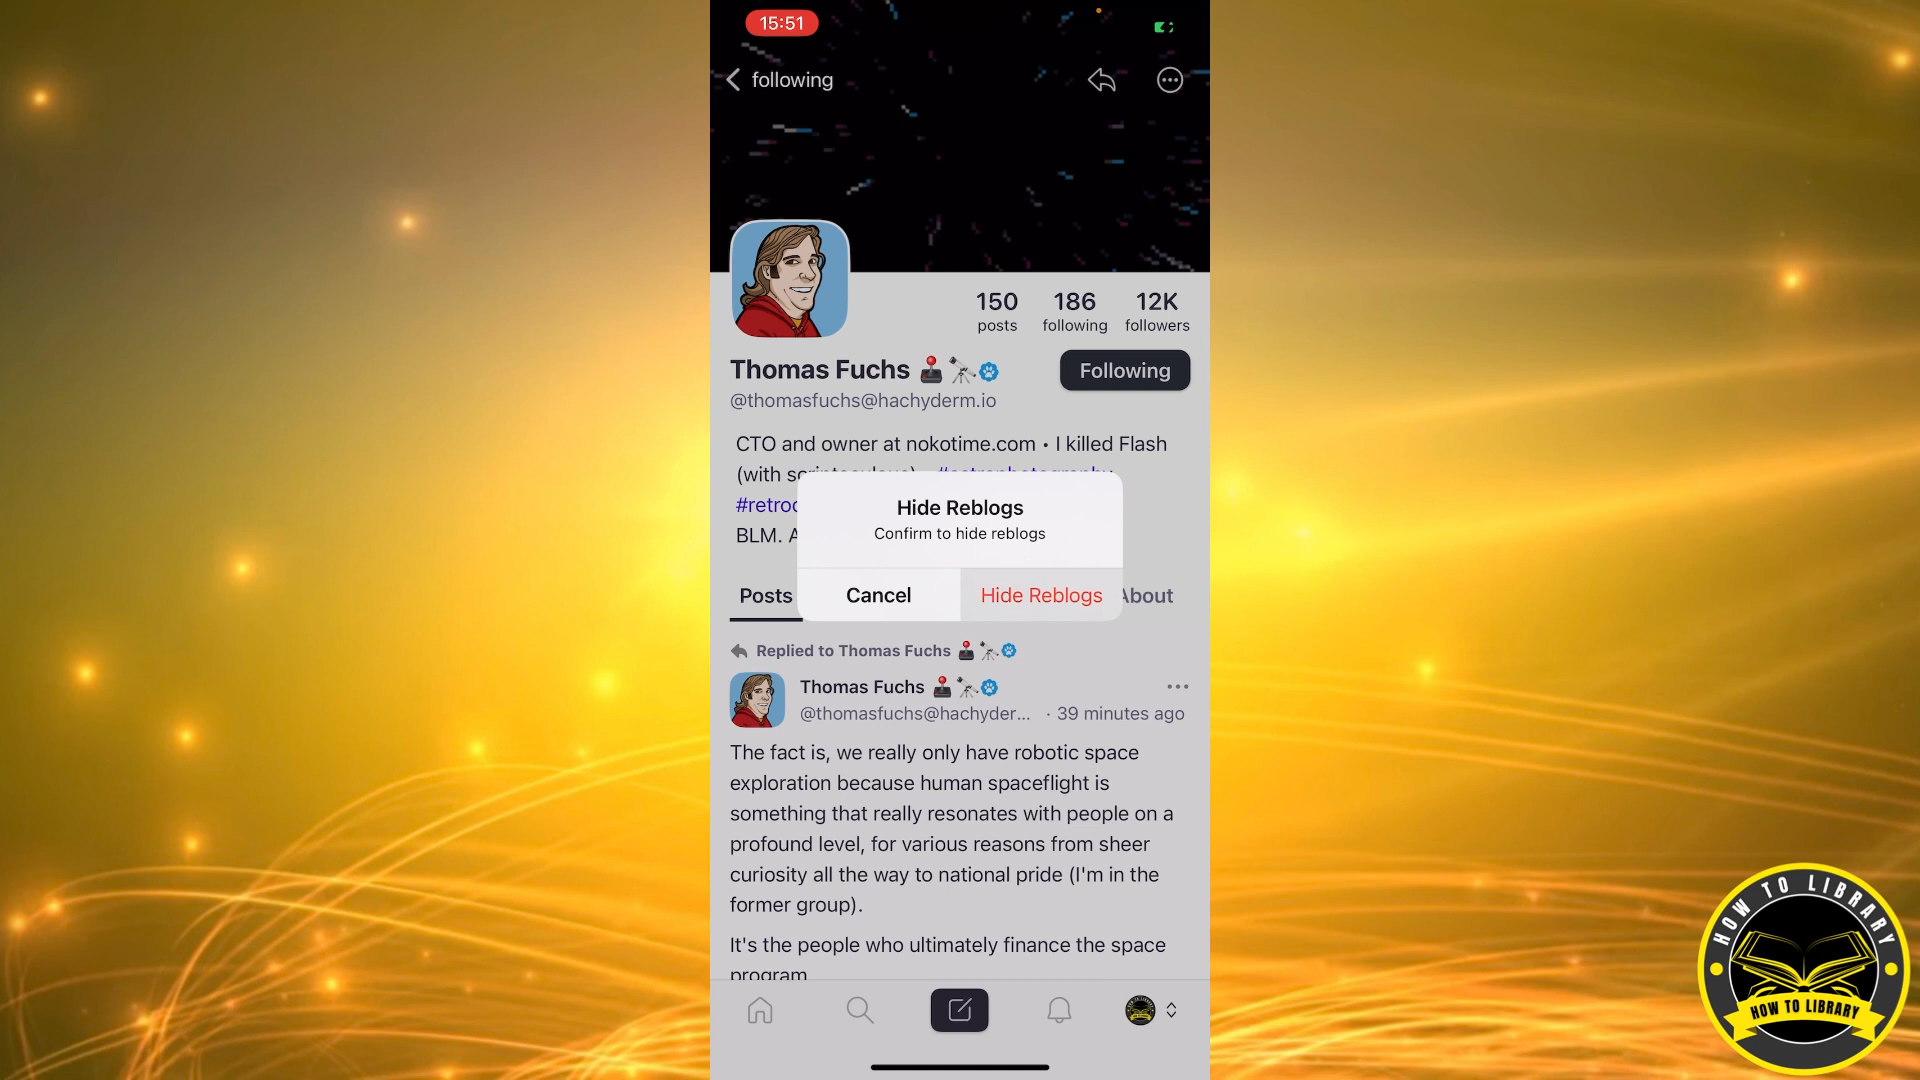 15:51
following
150 186 12K
posts following followers
Thomas Fuchs
Following
@thomasfuchs@hachyderm.io
CTO and owner at nokotime.com • I killed Flash
(with
BLM.
Hide Reblogs
Confirm to hide reblogs
Cancel Hide Reblogs
Posts About
Replied to Thomas Fuchs
Thomas Fuchs
@thomasfuchs@hachyder... · 39 minutes ago
The fact is, we really only have robotic space
exploration because human spaceflight is
something that really resonates with people on a
profound level, for various reasons from sheer
curiosity all the way to national pride (I'm in the
former group).
It's the people who ultimately finance the space
program
HOW TO LIBRARY
HOW TO LIBRARY